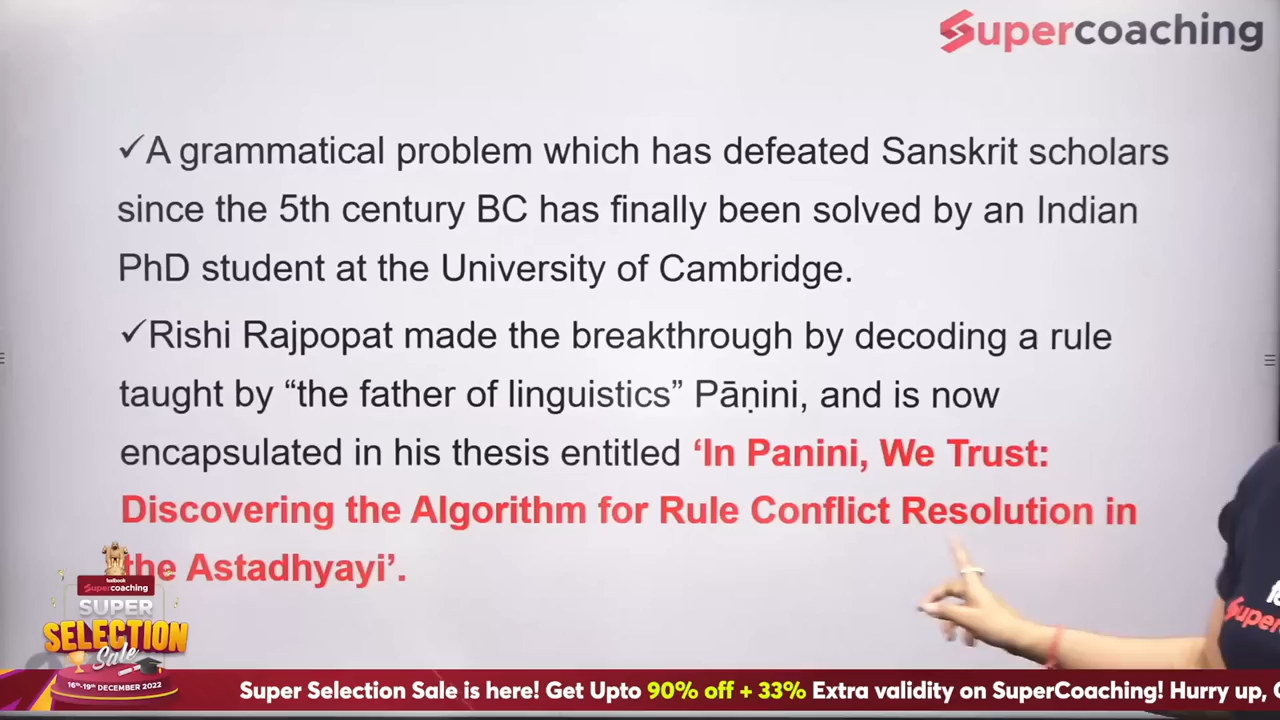 Supercoaching
✓A grammatical problem which has defeated Sanskrit scholars
since the 5th century BC has finally been solved by an Indian
PhD student at the University of Cambridge.
✓Rishi Rajpopat made the breakthrough by decoding a rule
taught by “the father of linguistics” Pāṇini, and is now
encapsulated in his thesis entitled ‘In Panini, We Trust:
Discovering the Algorithm for Rule Conflict Resolution in
the Astadhyayi’.
testbook
Supercoaching
SUPER
SELECTION
Sale
16th-19th DECEMBER 2022
Super
Super Selection Sale is here! Get Upto 90% off + 33% Extra validity on SuperCoaching! Hurry up,